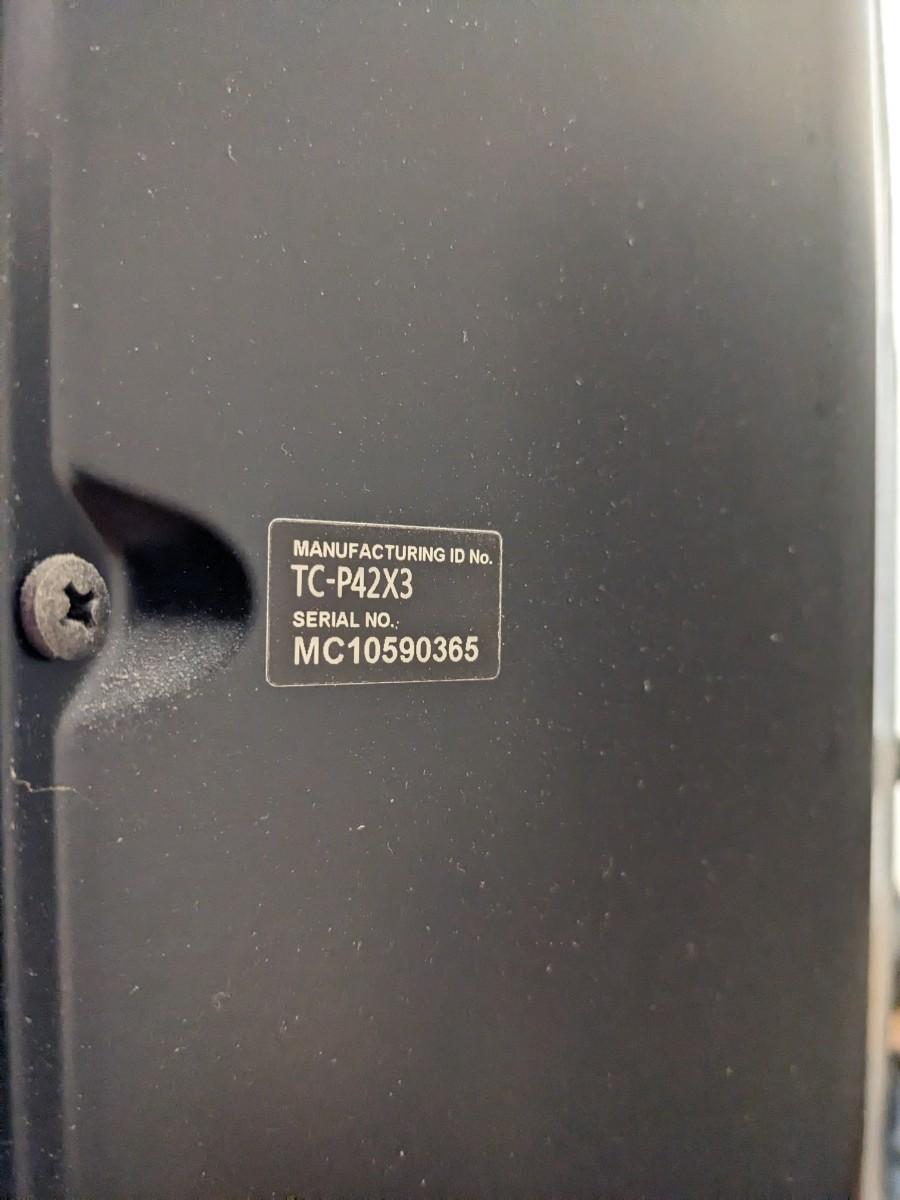 MANUFACTURING ID No.
TC-P42X3
SERIAL NO.
MC10590365